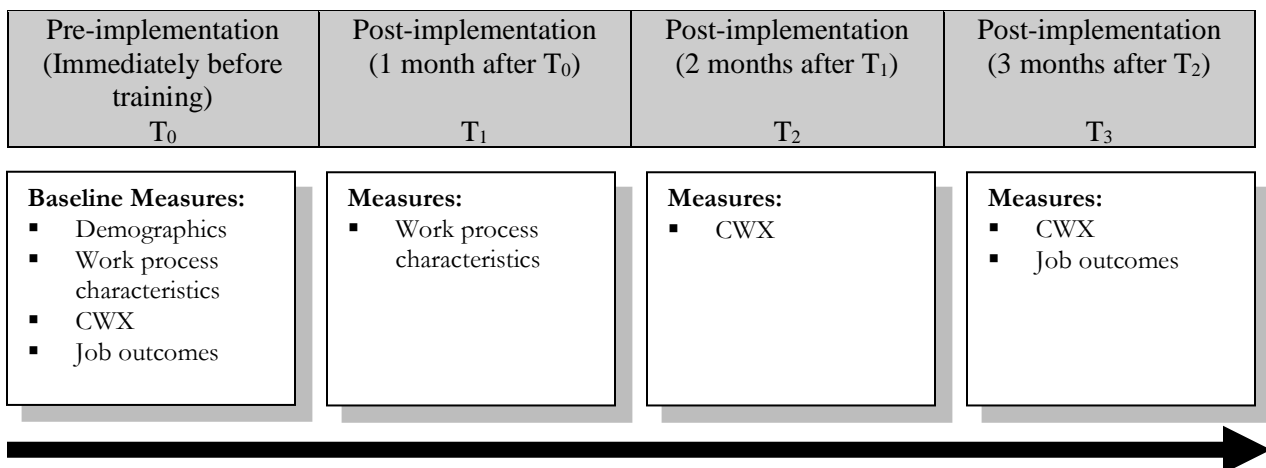 Pre-implementation
(Immediately before
training)
T₀
Post-implementation
(1 month after T₀)
T₁
Post-implementation
(2 months after T₁)
T₂
Post-implementation
(3 months after T₂)
T₃
Baseline Measures:
▪ Demographics
▪ Work process
characteristics
▪ CWX
▪ Job outcomes
Measures:
▪ Work process
characteristics
Measures:
▪ CWX
Measures:
▪ CWX
▪ Job outcomes